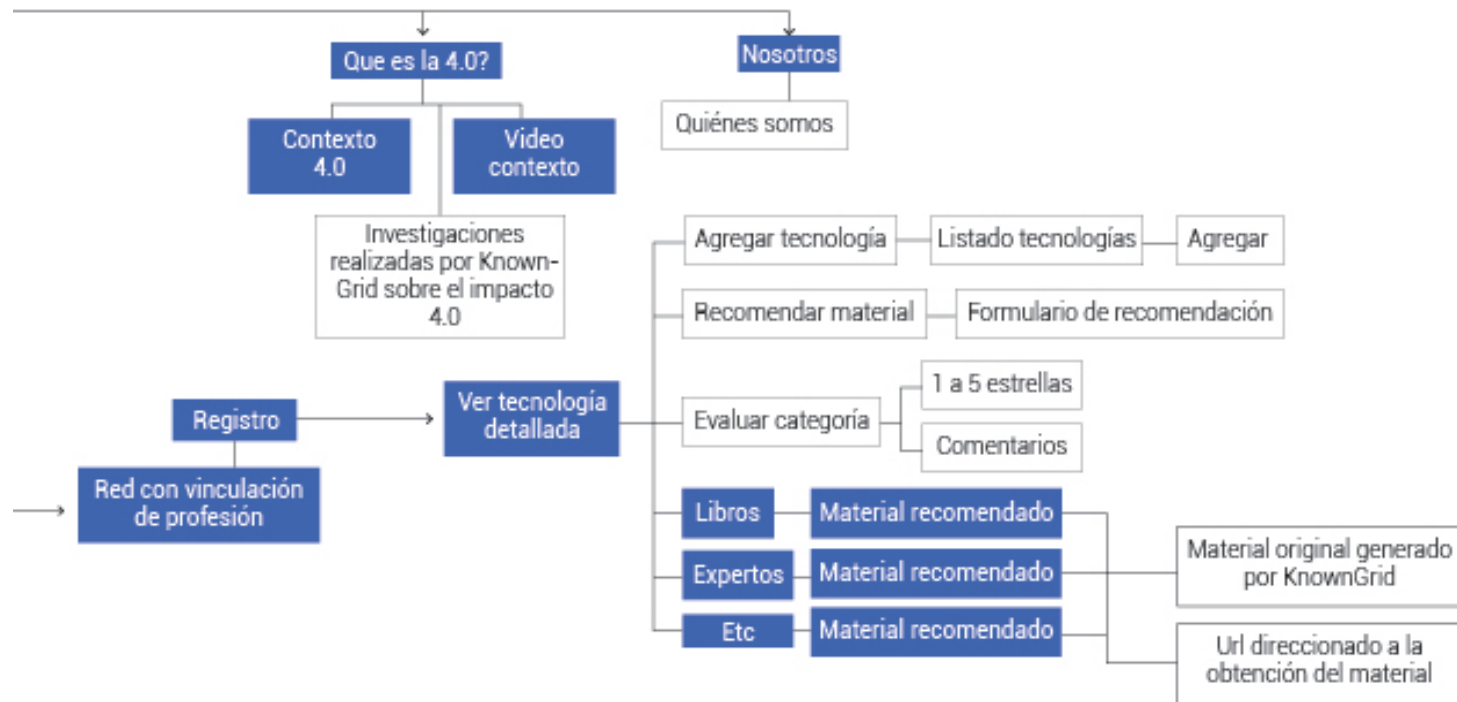 Que es la 4.0?
Nosotros
Contexto
4.0
Video
contexto
Quiénes somos
Investigaciones
realizadas por Known-
Grid sobre el impacto
4.0
Agregar tecnología
Listado tecnologías
Agregar
Recomendar material
Formulario de recomendación
Registro
Ver tecnología
detallada
Evaluar categoría
1 a 5 estrellas
Comentarios
Red con vinculación
de profesión
Libros
Material recomendado
Expertos
Material recomendado
Etc
Material recomendado
Material original generado
por KnownGrid
Url direccionado a la
obtención del material